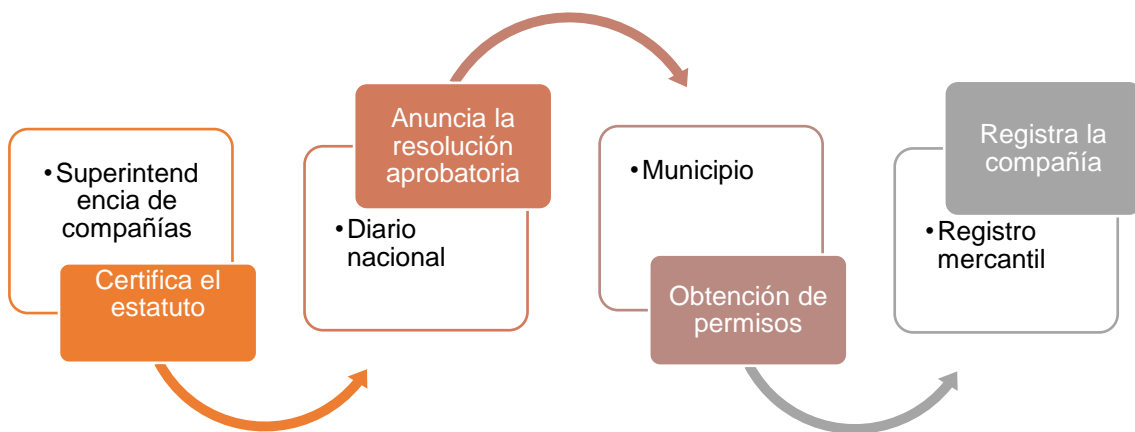 •Superintend
encia de
compañías
Certifica el
estatuto
Anuncia la
resolución
aprobatoria
•Diario
nacional
•Municipio
Obtención de
permisos
Registra la
compañía
•Registro
mercantil